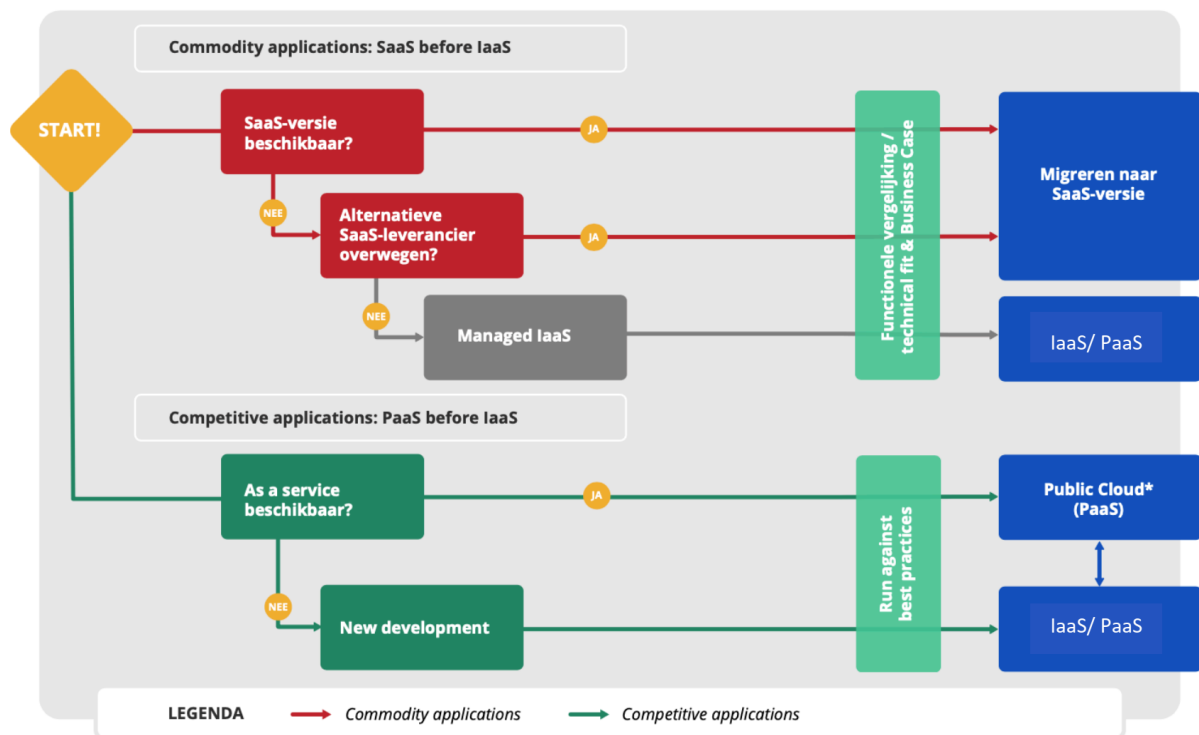 Commodity applications: SaaS before IaaS
START!
SaaS-versie
beschikbaar?
JA
NEE
Alternatieve
SaaS-leverancier
overwegen?
JA
NEE
Managed IaaS
Functionele vergelijking /
technical fit & Business Case
Migreren naar
SaaS-versie
IaaS/ PaaS
Competitive applications: PaaS before IaaS
As a service
beschikbaar?
JA
NEE
New development
Run against
best practices
Public Cloud*
(PaaS)
IaaS/ PaaS
LEGENDA
Commodity applications
Competitive applications